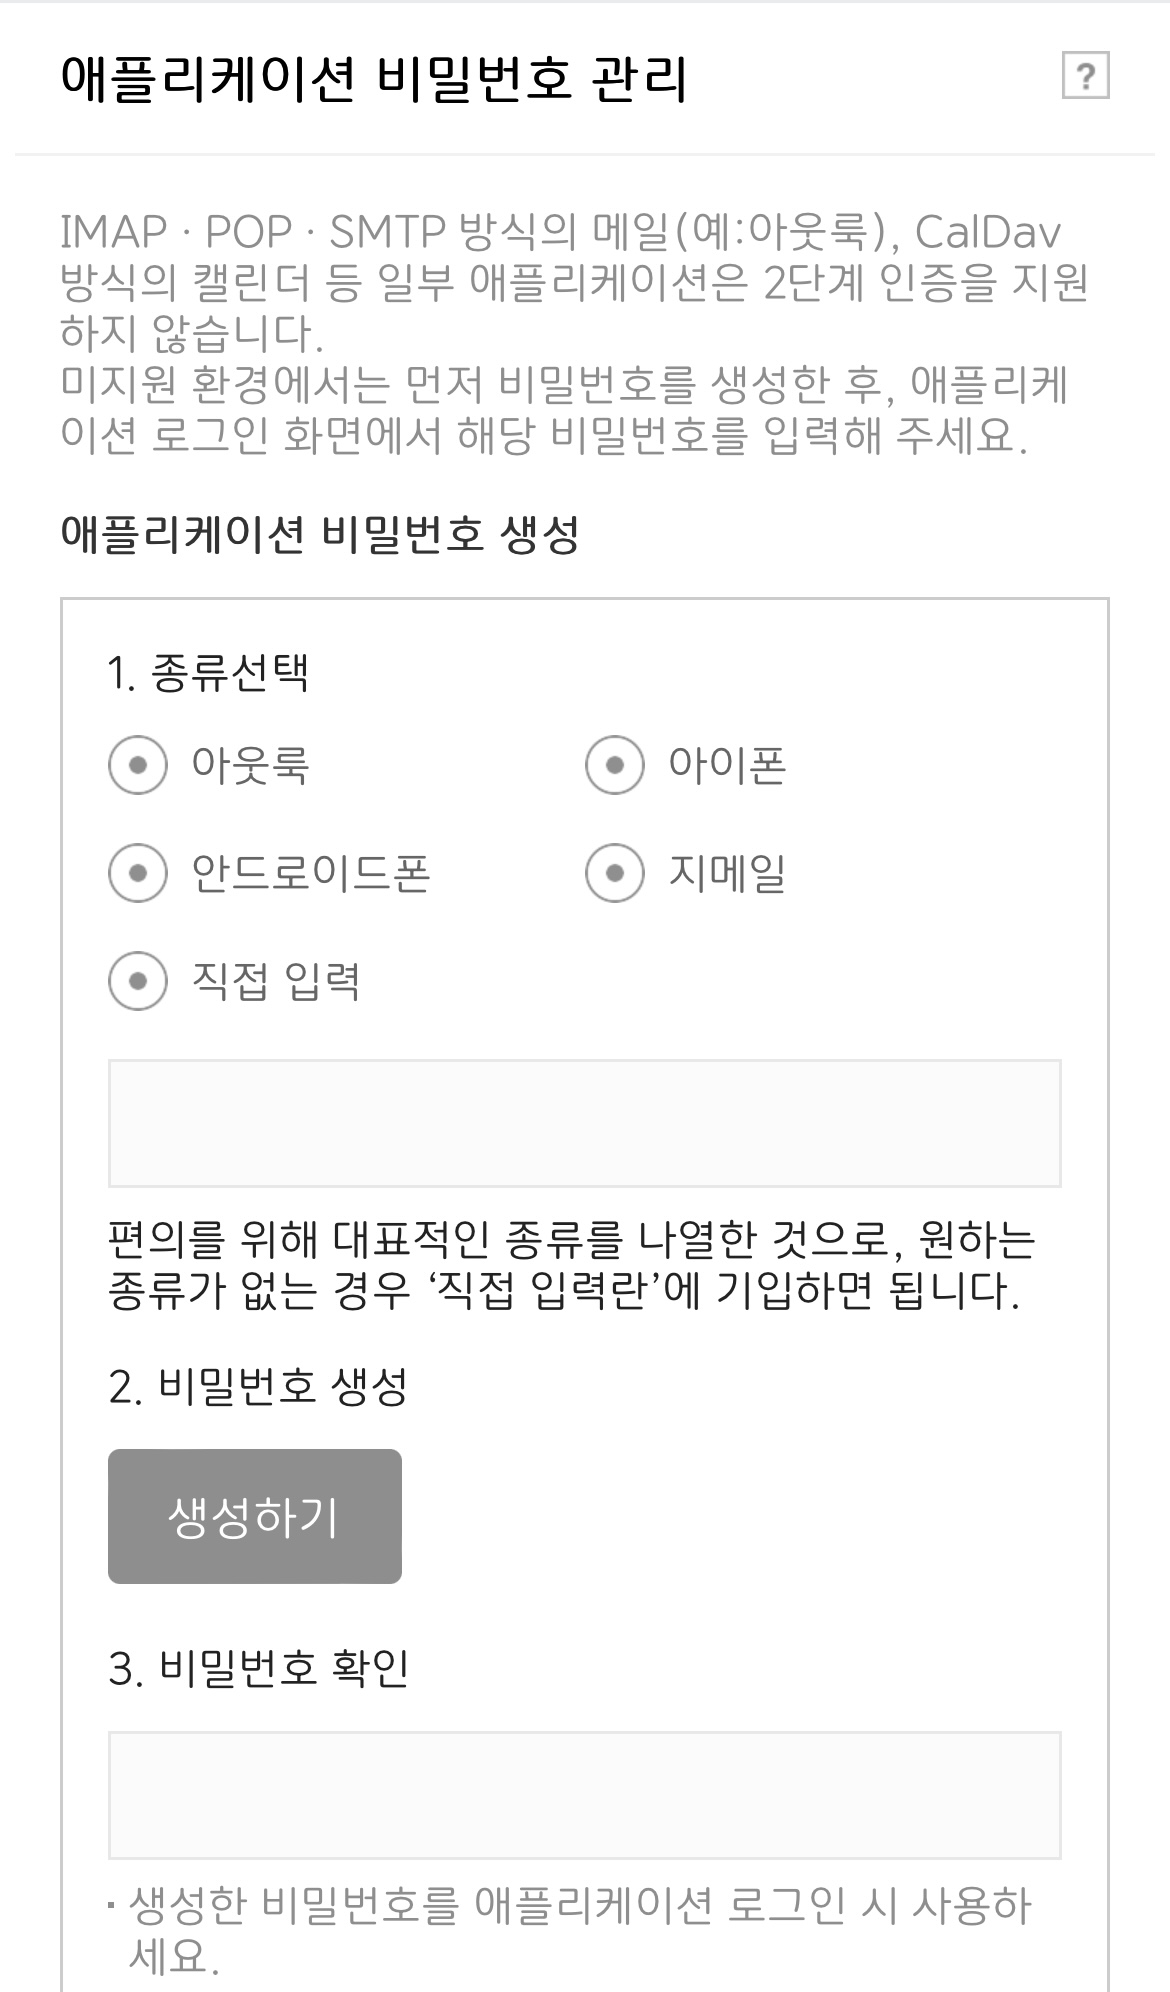 애플리케이션 비밀번호 관리
?
IMAP · POP · SMTP 방식의 메일(예:아웃룩), CalDav
방식의 캘린더 등 일부 애플리케이션은 2단계 인증을 지원
하지 않습니다.
미지원 환경에서는 먼저 비밀번호를 생성한 후, 애플리케
이션 로그인 화면에서 해당 비밀번호를 입력해 주세요.
애플리케이션 비밀번호 생성
1. 종류선택
아웃룩
아이폰
안드로이드폰
지메일
직접 입력
편의를 위해 대표적인 종류를 나열한 것으로, 원하는
종류가 없는 경우 ‘직접 입력란’에 기입하면 됩니다.
2. 비밀번호 생성
생성하기
3. 비밀번호 확인
· 생성한 비밀번호를 애플리케이션 로그인 시 사용하
세요.